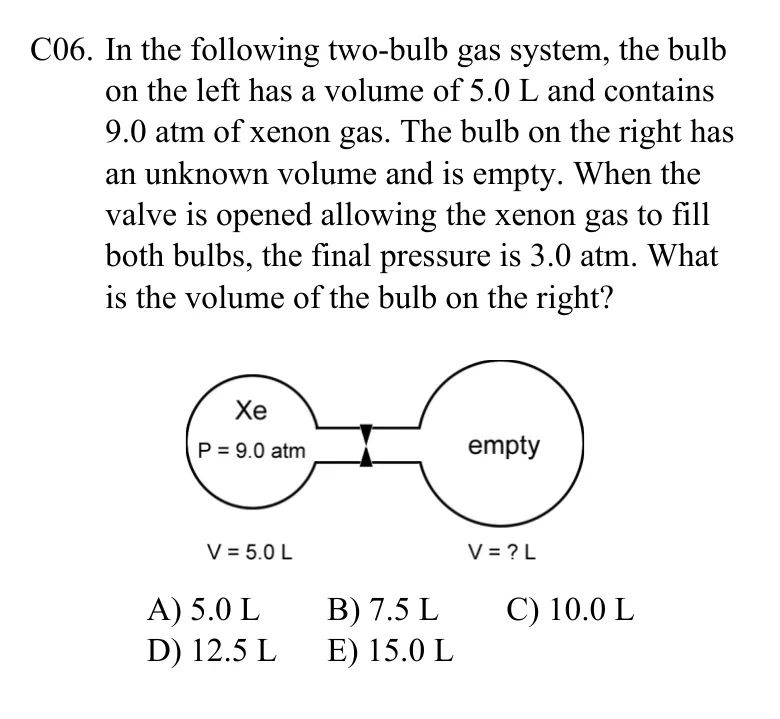 C06. In the following two-bulb gas system, the bulb
on the left has a volume of 5.0 L and contains
9.0 atm of xenon gas. The bulb on the right has
an unknown volume and is empty. When the
valve is opened allowing the xenon gas to fill
both bulbs, the final pressure is 3.0 atm. What
is the volume of the bulb on the right?
Xe
P = 9.0 atm
empty
V = 5.0 L
V = ? L
A) 5.0 L B) 7.5 L C) 10.0 L
D) 12.5 L E) 15.0 L